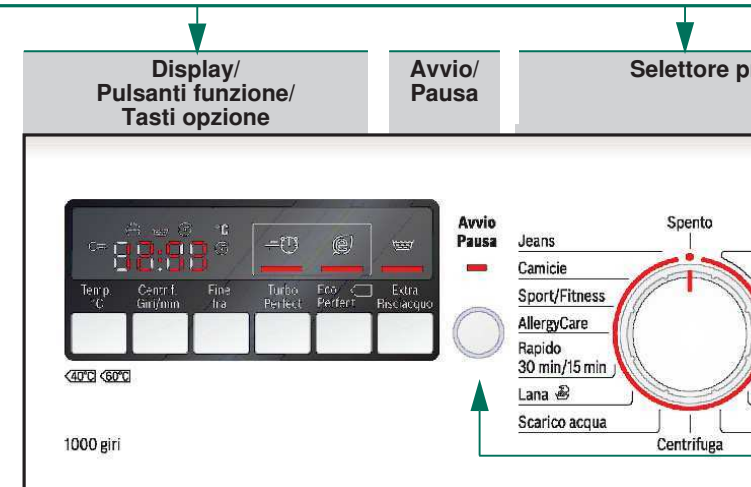 Display/
Pulsanti funzione/
Tasti opzione
Avvio/
Pausa
Selettore p
°C
Temp.
°C
Centrif.
Giri/min
Fine
fra
Turbo
Perfect
Eco
Perfect
Extra
Risciacquo
40°C 60°C
1000 giri
Avvio
Pausa
Spento
Jeans
Camicie
Sport/Fitness
AllergyCare
Rapido
30 min/15 min
Lana
Scarico acqua
Centrifuga